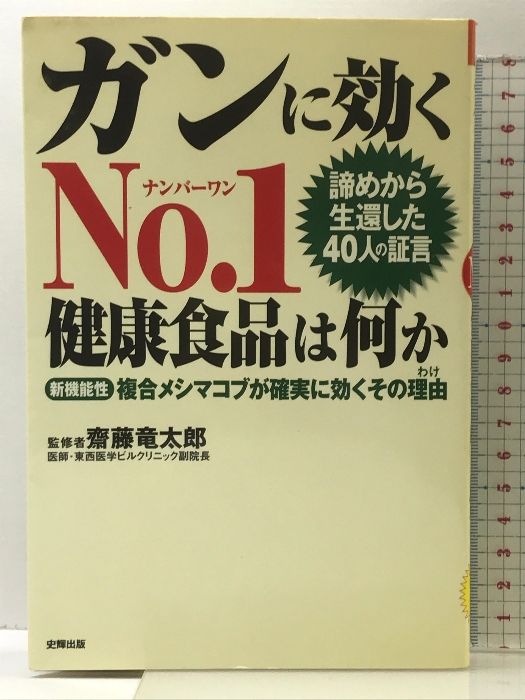 ガンに効く
ナンバーワン
No.1
諦めから
生還した
40人の証言
健康食品は何か
わけ
新機能性 複合メシマコブが確実に効くその理由
監修者 齋藤竜太郎
医師・東西医学ビルクリニック副院長
史輝出版